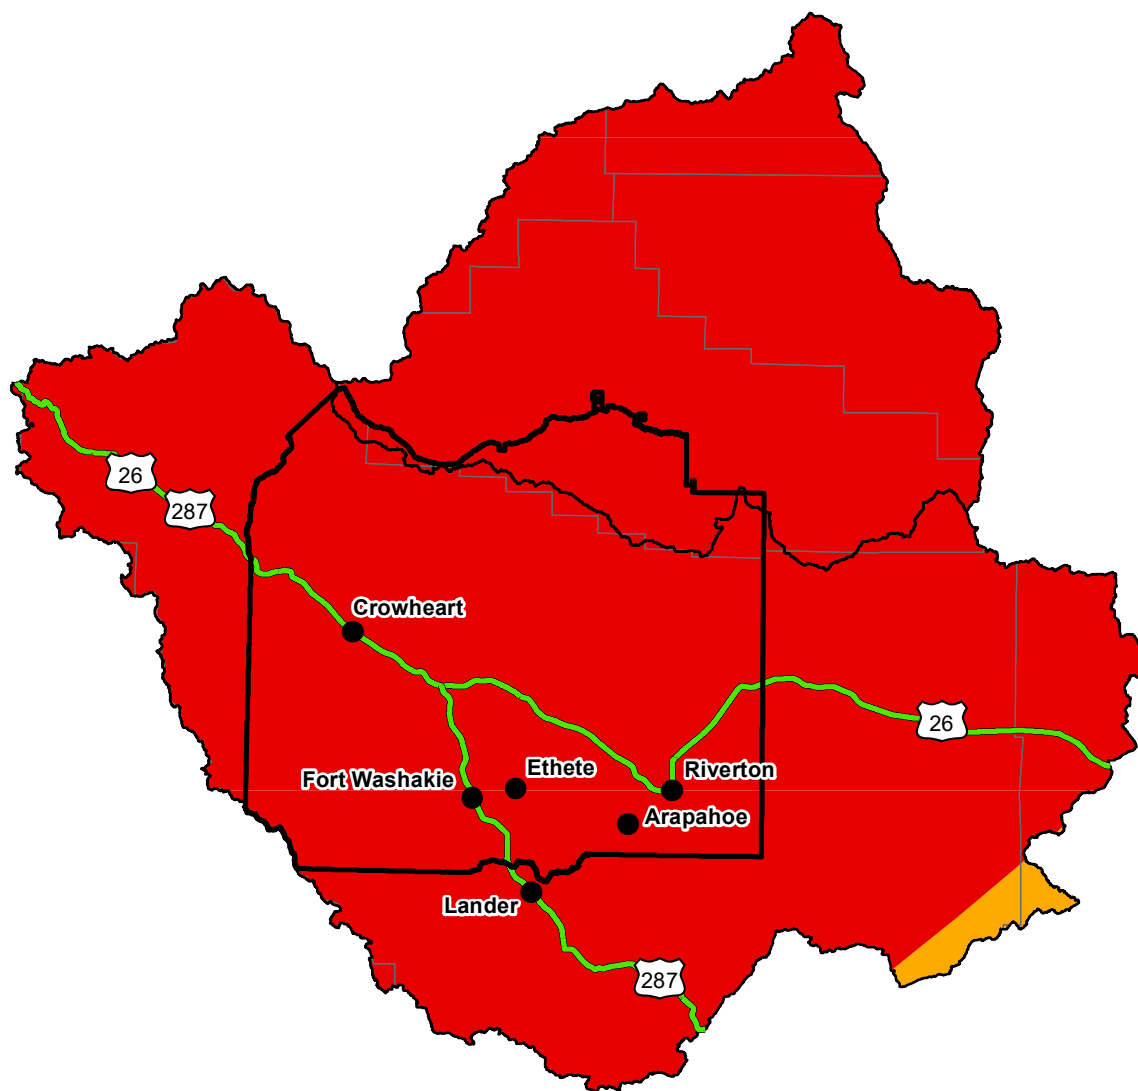 26
287
Crowheart
26
Ethete
Riverton
Fort Washakie
Arapahoe
Lander
287